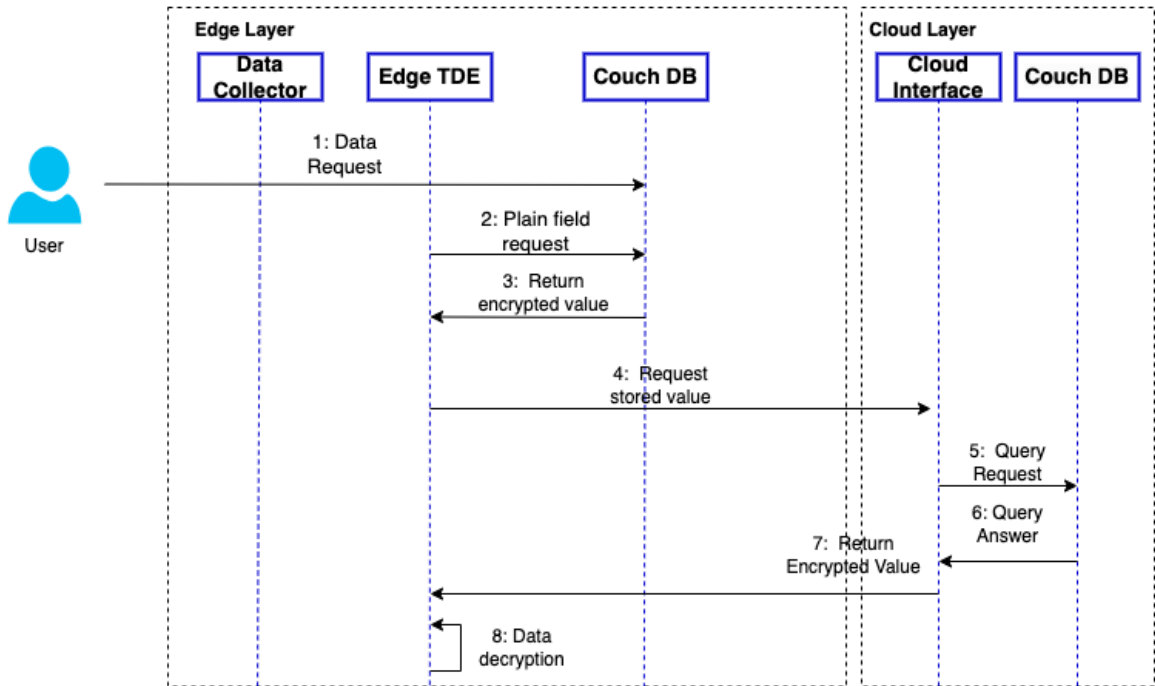 Edge Layer
Cloud Layer
Data
Collector
Edge TDE
Couch DB
Cloud
Interface
Couch DB
1: Data
Request
User
2: Plain field
request
3: Return
encrypted value
4: Request
stored value
5: Query
Request
6: Query
Answer
7: Return
Encrypted Value
8: Data
decryption